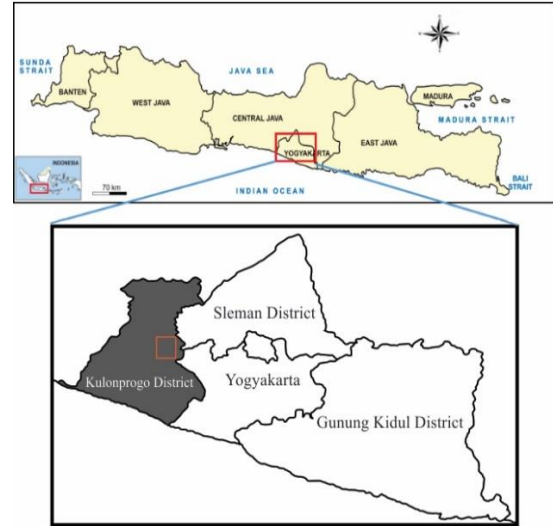 SUNDA
STRAIT
JAVA SEA
BANTEN
WEST JAVA
CENTRAL JAVA
MADURA
MADURA STRAIT
YOGYAKARTA
EAST JAVA
INDONESIA
70 km
INDIAN OCEAN
BALI
STRAIT
Sleman District
Kulonprogo District
Yogyakarta
Gunung Kidul District